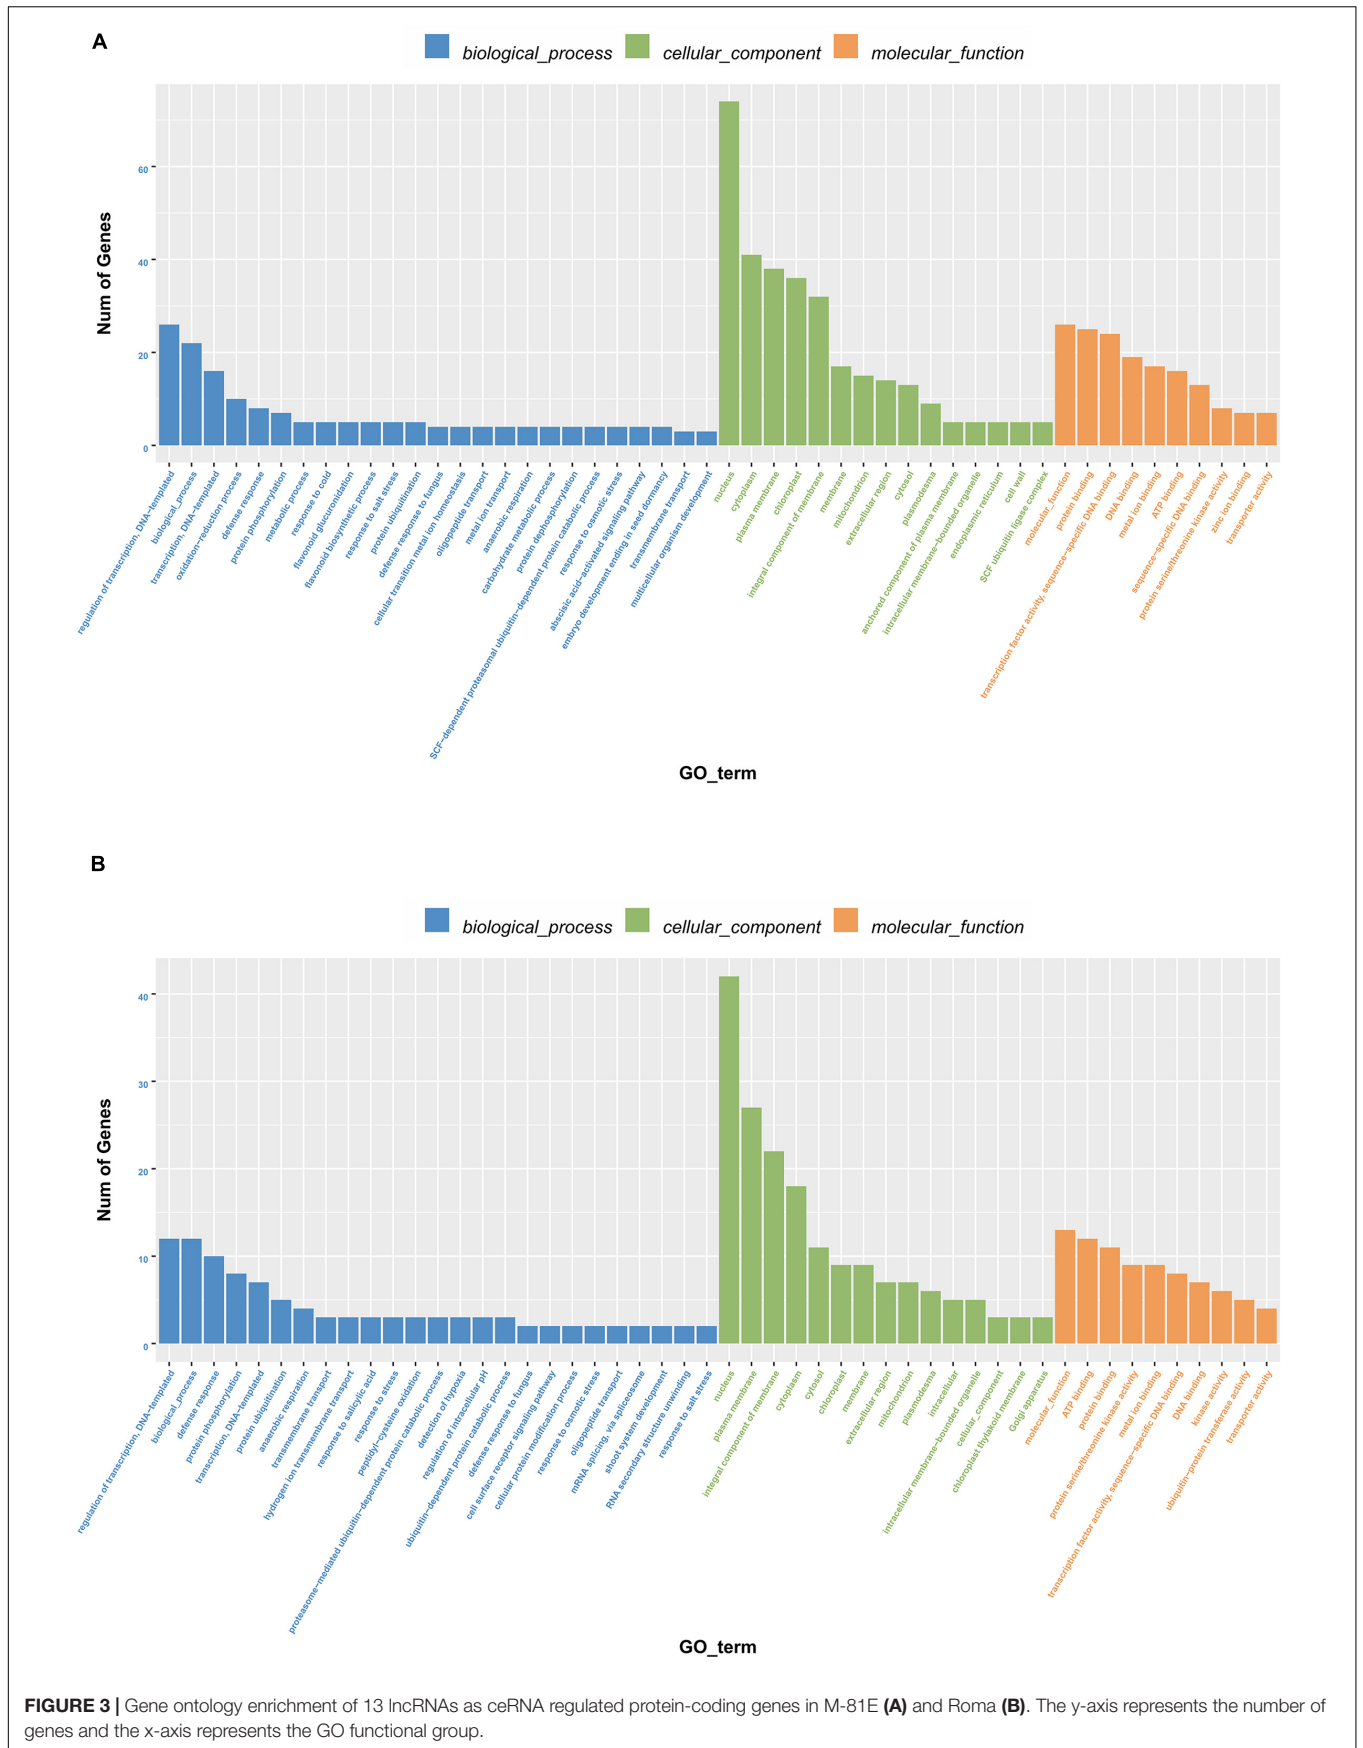 A
biological_process cellular_component molecular_function
Num of Genes
60
40
20
0
regulation of transcription, DNA−templated
biological_process
transcription, DNA−templated
oxidation−reduction process
defense response
protein phosphorylation
metabolic process
response to cold
flavonoid glucuronidation
flavonoid biosynthetic process
response to salt stress
protein ubiquitination
defense response to fungus
cellular transition metal ion homeostasis
oligopeptide transport
metal ion transport
anaerobic respiration
carbohydrate metabolic process
protein dephosphorylation
SCF−dependent proteasomal ubiquitin−dependent protein catabolic process
response to osmotic stress
abscisic acid−activated signaling pathway
embryo development ending in seed dormancy
transmembrane transport
multicellular organism development
nucleus
cytoplasm
plasma membrane
chloroplast
integral component of membrane
membrane
mitochondrion
extracellular region
cytosol
plasmodesma
anchored component of plasma membrane
intracellular membrane−bounded organelle
endoplasmic reticulum
cell wall
SCF ubiquitin ligase complex
molecular_function
protein binding
transcription factor activity, sequence−specific DNA binding
DNA binding
metal ion binding
ATP binding
sequence−specific DNA binding
protein serine/threonine kinase activity
zinc ion binding
transporter activity
GO_term
B
biological_process cellular_component molecular_function
Num of Genes
40
30
20
10
0
regulation of transcription, DNA−templated
biological_process
defense response
protein phosphorylation
transcription, DNA−templated
protein ubiquitination
anaerobic respiration
transmembrane transport
hydrogen ion transmembrane transport
response to salicylic acid
response to stress
peptidyl−cysteine oxidation
proteasome−mediated ubiquitin−dependent protein catabolic process
detection of hypoxia
regulation of intracellular pH
ubiquitin−dependent protein catabolic process
defense response to fungus
cell surface receptor signaling pathway
cellular protein modification process
response to osmotic stress
oligopeptide transport
mRNA splicing, via spliceosome
shoot system development
RNA secondary structure unwinding
response to salt stress
nucleus
plasma membrane
integral component of membrane
cytoplasm
cytosol
chloroplast
membrane
extracellular region
mitochondrion
plasmodesma
intracellular
intracellular membrane−bounded organelle
cellular_component
chloroplast thylakoid membrane
Golgi apparatus
molecular_function
ATP binding
protein binding
protein serine/threonine kinase activity
metal ion binding
transcription factor activity, sequence−specific DNA binding
DNA binding
kinase activity
ubiquitin−protein transferase activity
transporter activity
GO_term
FIGURE 3 | Gene ontology enrichment of 13 lncRNAs as ceRNA regulated protein-coding genes in M-81E (A) and Roma (B). The y-axis represents the number of
genes and the x-axis represents the GO functional group.